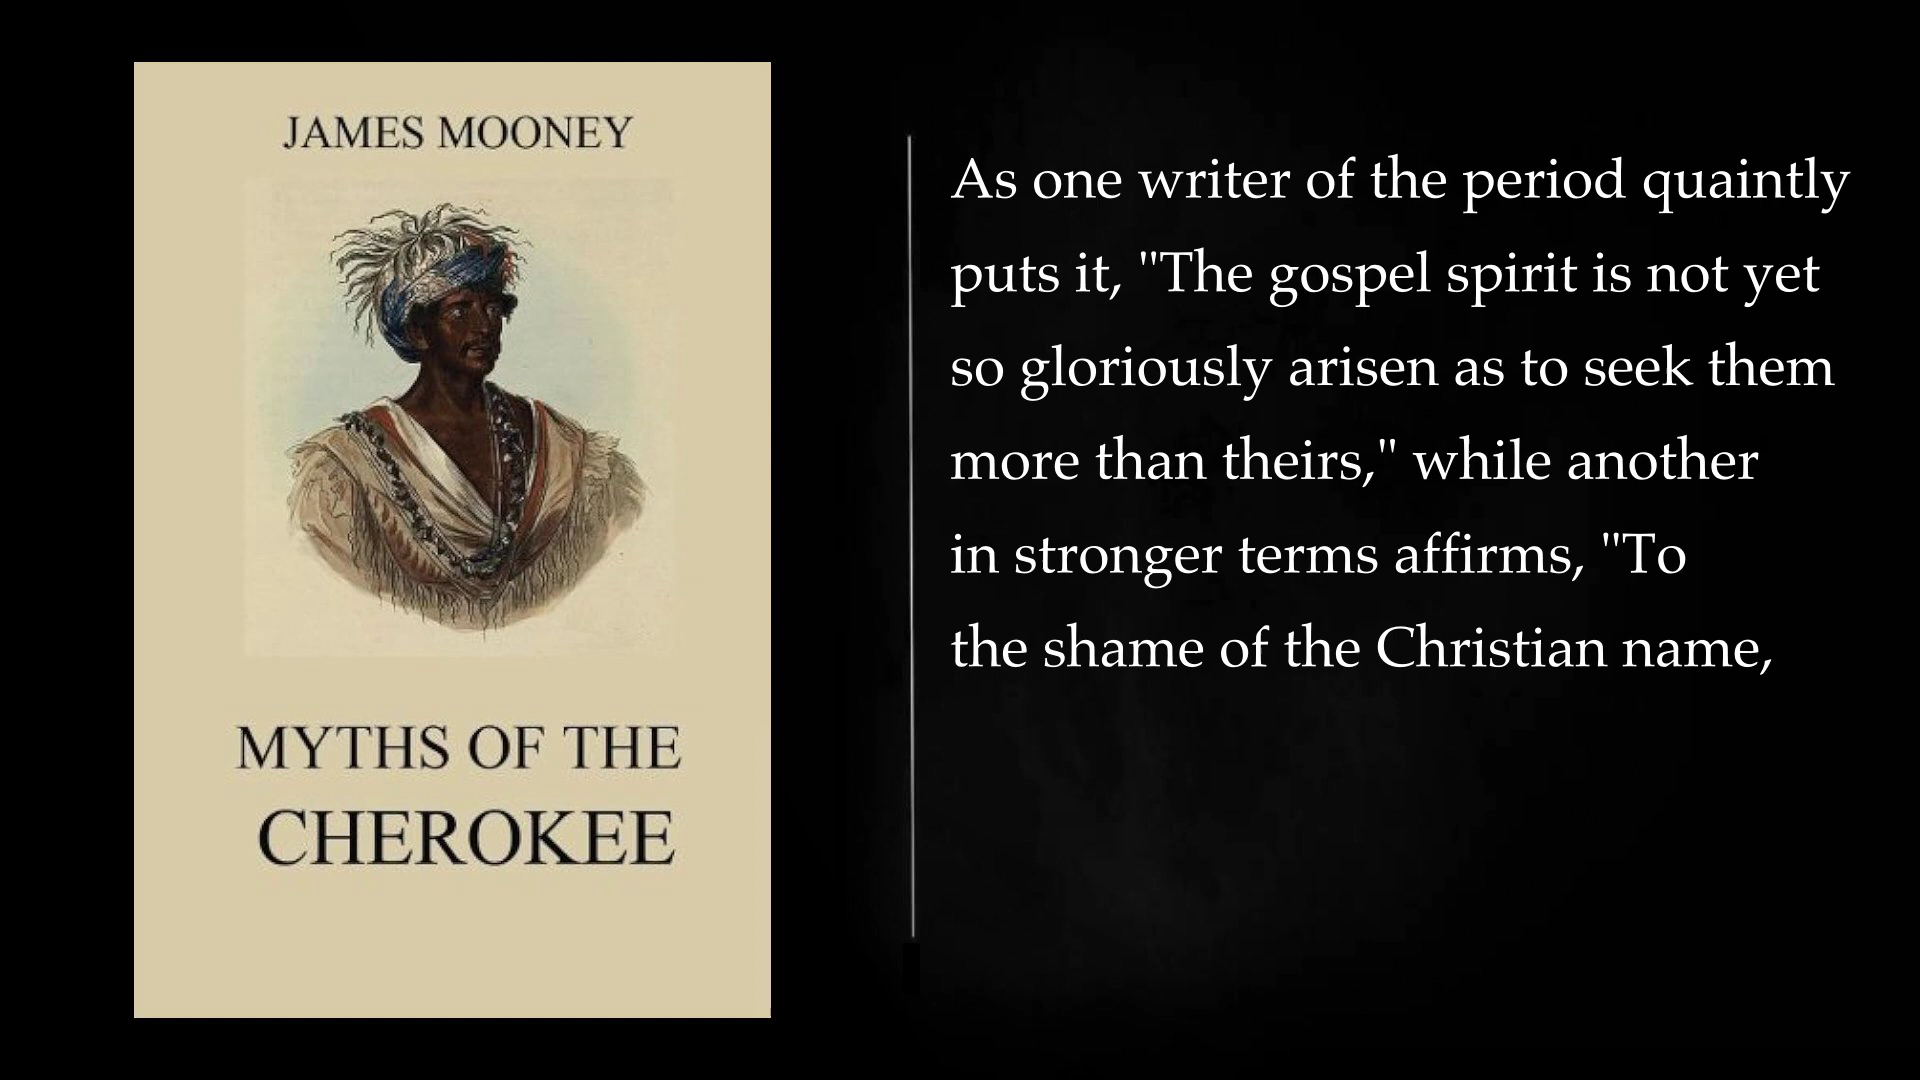 JAMES MOONEY
MYTHS OF THE
CHEROKEE
As one writer of the period quaintly
puts it, "The gospel spirit is not yet
so gloriously arisen as to seek them
more than theirs," while another
in stronger terms affirms, "To
the shame of the Christian name,